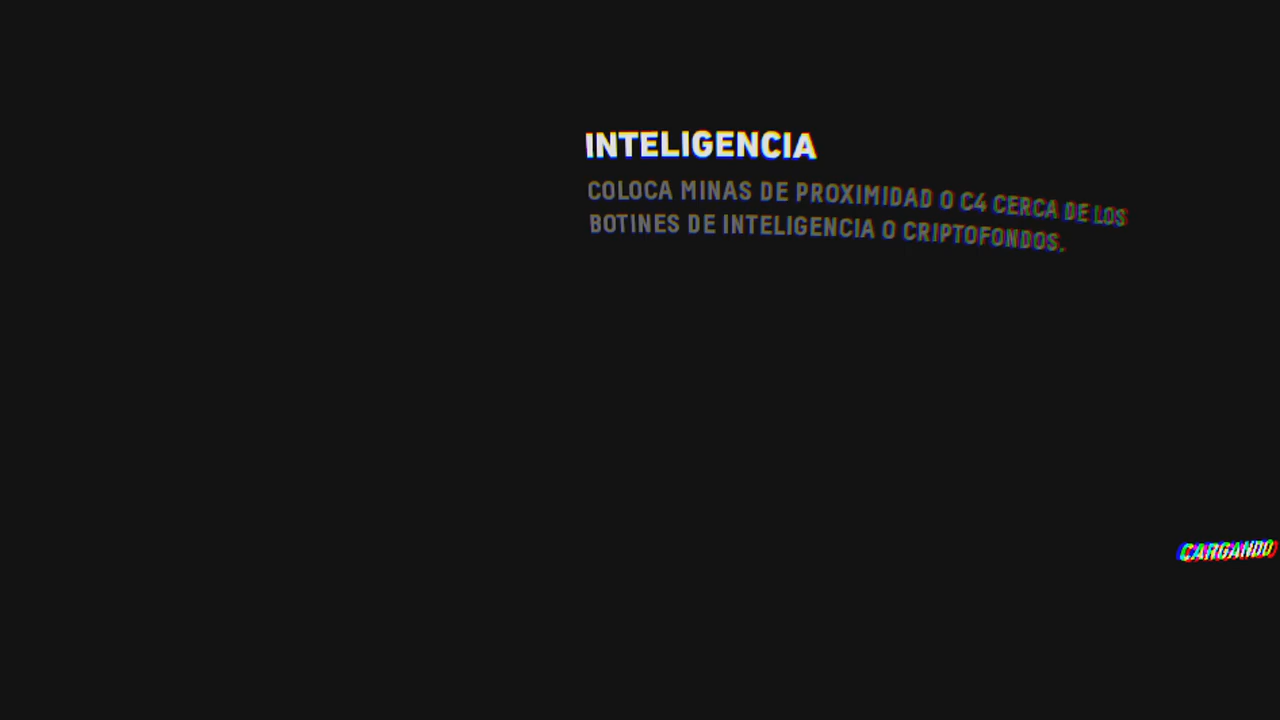 INTELIGENCIA
COLOCA MINAS DE PROXIMIDAD O C4 CERCA DE LOS
BOTINES DE INTELIGENCIA O CRIPTOFONDOS.
CARGANDO